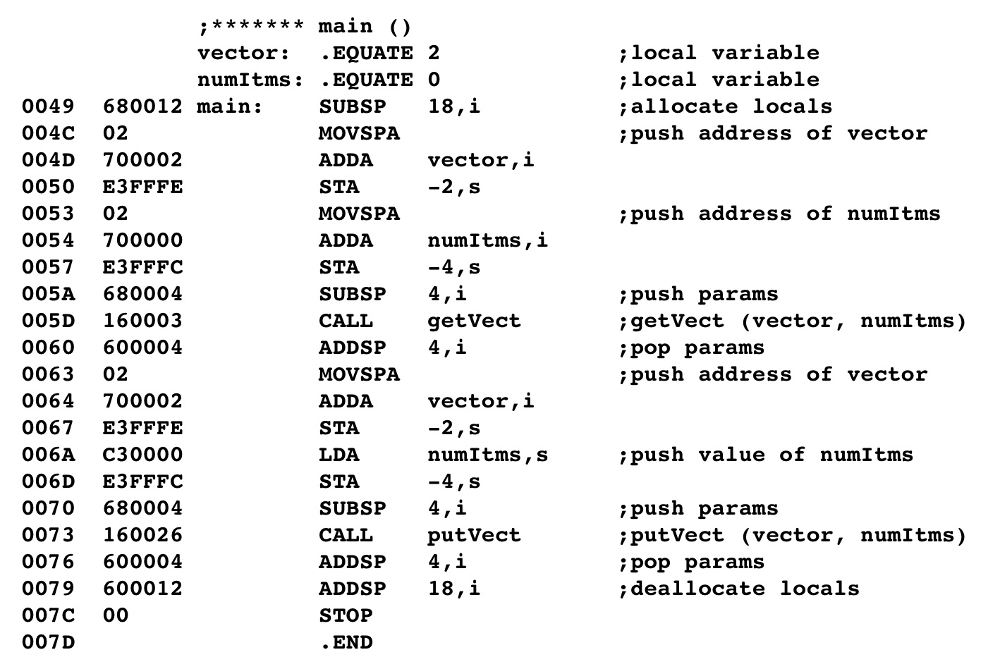 ;******* main ()
vector: .EQUATE 2 ;local variable
numItms: .EQUATE 0 ;local variable
0049 680012 main: SUBSP 18,i ;allocate locals
004C 02 MOVSPA ;push address of vector
004D 700002 ADDA vector,i
0050 E3FFFE STA -2,s
0053 02 MOVSPA ;push address of numItms
0054 700000 ADDA numItms,i
0057 E3FFFC STA -4,s
005A 680004 SUBSP 4,i ;push params
005D 160003 CALL getVect ;getVect (vector, numItms)
0060 600004 ADDSP 4,i ;pop params
0063 02 MOVSPA ;push address of vector
0064 700002 ADDA vector,i
0067 E3FFFE STA -2,s
006A C30000 LDA numItms,s ;push value of numItms
006D E3FFFC STA -4,s
0070 680004 SUBSP 4,i ;push params
0073 160026 CALL putVect ;putVect (vector, numItms)
0076 600004 ADDSP 4,i ;pop params
0079 600012 ADDSP 18,i ;deallocate locals
007C 00 STOP
007D .END